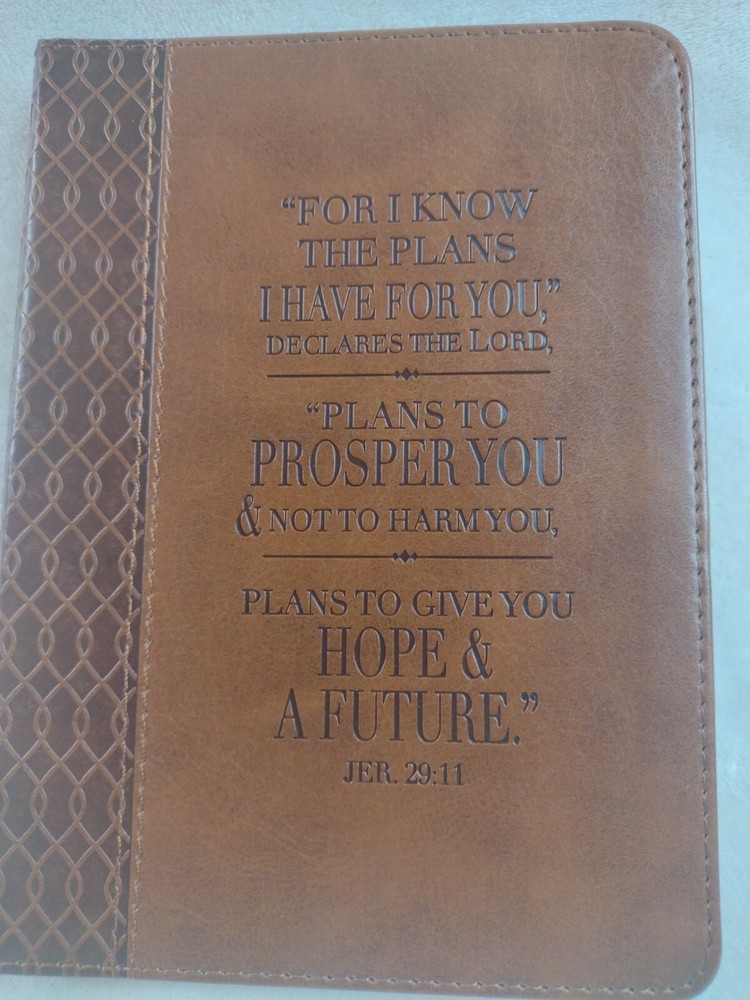 “FOR I KNOW
THE PLANS
I HAVE FOR YOU,”
DECLARES THE LORD,
“PLANS TO
PROSPER YOU
& NOT TO HARM YOU,
PLANS TO GIVE YOU
HOPE &
A FUTURE.”
JER. 29:11